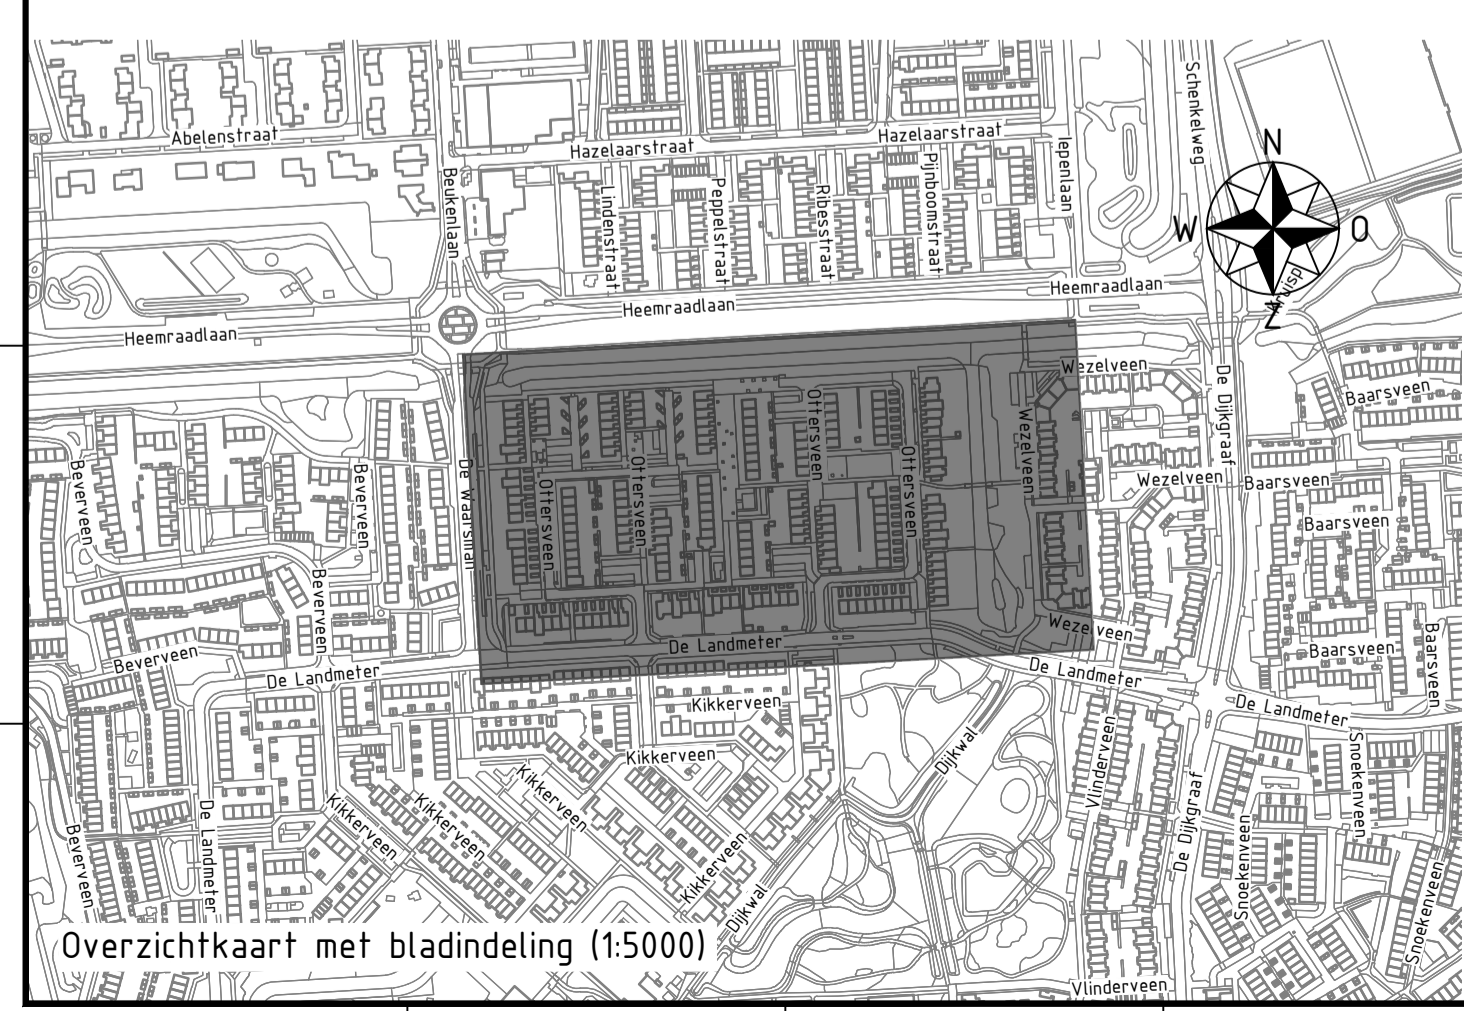 Abelenstraat
Hazelaarstraat
Hazelaarstraat
Schenkelweg
Iepenlaan
Beukenlaan
Lindenstraat
Peppelstraat
Ribesstraat
Pijnboomstraat
N
W
O
Z
Heemraadlaan
Heemraadlaan
Heemraadlaan
Wezelveen
De Dijkgraaf
Baarsveen
Beverveen
Beverveen
De Waarsman
Ottersveen
Ottersveen
Ottersveen
Ottersveen
Wezelveen
Wezelveen
Baarsveen
Baarsveen
Beverveen
Beverveen
De Landmeter
De Landmeter
Wezelveen
De Landmeter
Baarsveen
Baarsveen
De Landmeter
Kikkerveen
Kikkerveen
Kikkerveen
Kikkerveen
Kikkerveen
Kikkerveen
Dijkwal
Dijkwal
Vlinderveen
De Dijkgraaf
Snoekenveen
Snoekenveen
Snoekenveen
Beverveen
De Landmeter
Vlinderveen
Overzichtkaart met bladindeling (1:5000)